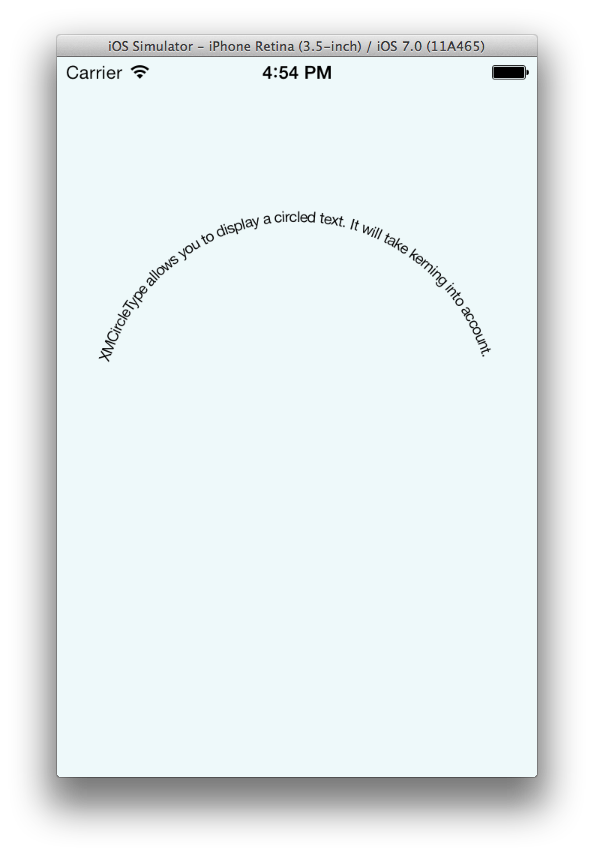 iOS Simulator - iPhone Retina (3.5-inch) / iOS 7.0 (11A465)
Carrier 4:54 PM
XMCircleType allows you to display a circled text. It will take kerning into account.